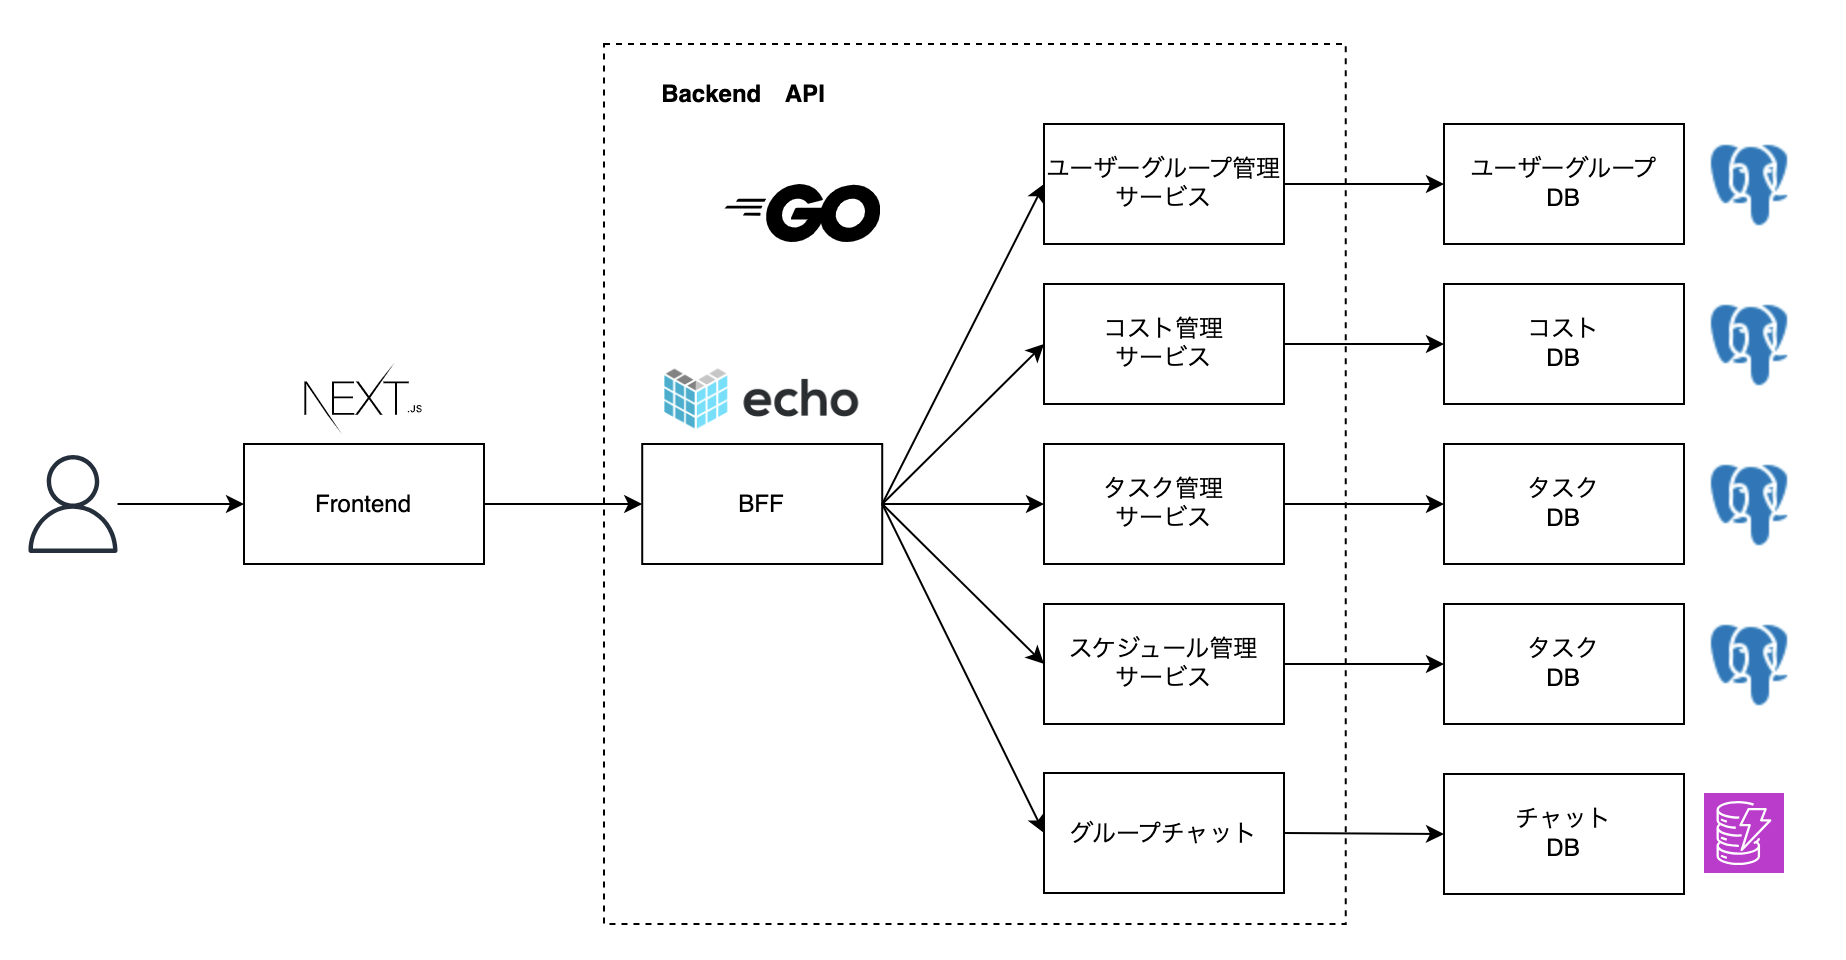 Backend API
GO
ユーザーグループ管理
サービス
ユーザーグループ
DB
コスト管理
サービス
コスト
DB
NEXT.JS
echo
Frontend
BFF
タスク管理
サービス
タスク
DB
スケジュール管理
サービス
タスク
DB
グループチャット
チャット
DB